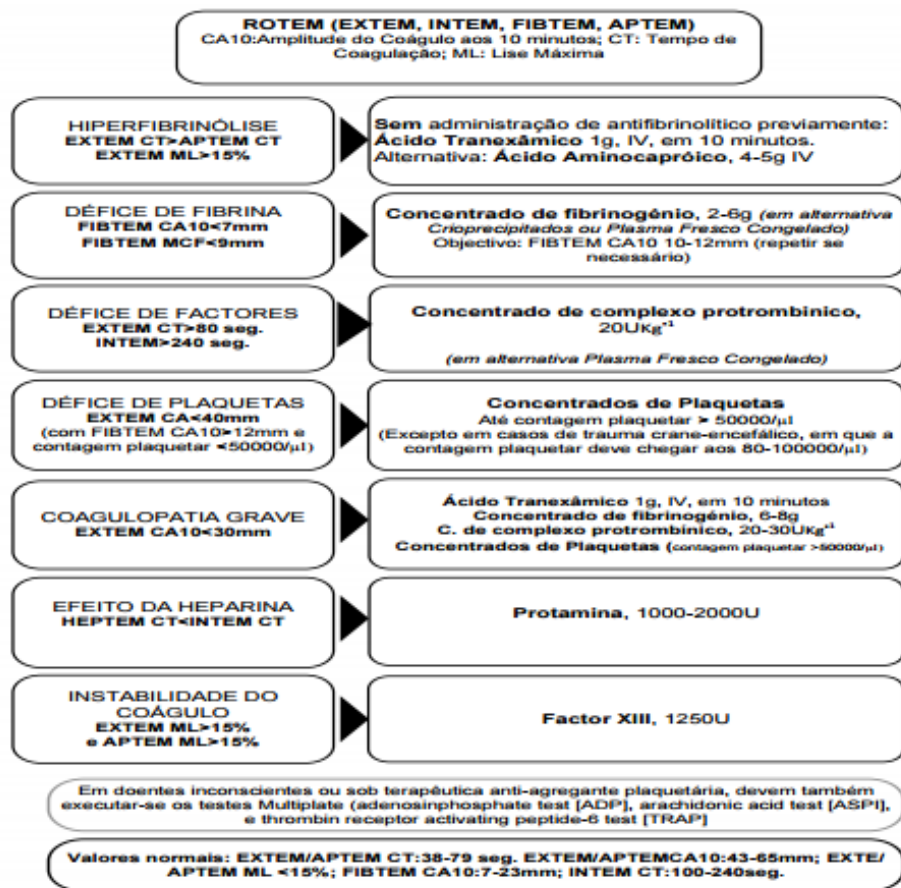 ROTEM (EXTEM, INTEM, FIBTEM, APTEM)
CA10:Amplitude do Coágulo aos 10 minutos; CT: Tempo de
Coagulação; ML: Lise Máxima
HIPERFIBRINÓLISE
EXTEM CT>APTEM CT
EXTEM ML>15%
Sem administração de antifibrinolítico previamente:
Ácido Tranexâmico 1g, IV, em 10 minutos.
Alternativa: Ácido Aminocapróico, 4-5g IV
DÉFICE DE FIBRINA
FIBTEM CA10<7mm
FIBTEM MCF<9mm
Concentrado de fibrinogénio, 2-6g (em alternativa
Crioprecipitados ou Plasma Fresco Congelado)
Objectivo: FIBTEM CA10 10-12mm (repetir se
necessário)
DÉFICE DE FACTORES
EXTEM CT>80 seg.
INTEM>240 seg.
Concentrado de complexo protrombinico,
20UKg⁻¹
(em alternativa Plasma Fresco Congelado)
DÉFICE DE PLAQUETAS
EXTEM CA<40mm
(com FIBTEM CA10>12mm e
contagem plaquetar <50000/µl)
Concentrados de Plaquetas
Até contagem plaquetar > 50000/µl
(Excepto em casos de trauma crane-encefálico, em que a
contagem plaquetar deve chegar aos 80-100000/µl)
COAGULOPATIA GRAVE
EXTEM CA10<30mm
Ácido Tranexâmico 1g, IV, em 10 minutos
Concentrado de fibrinogénio, 6-8g
C. de complexo protrombinico, 20-30UKg⁻¹
Concentrados de Plaquetas (contagem plaquetar >50000/µl)
EFEITO DA HEPARINA
HEPTEM CT<INTEM CT
Protamina, 1000-2000U
INSTABILIDADE DO
COÁGULO
EXTEM ML>15%
e APTEM ML>15%
Factor XIII, 1250U
Em doentes inconscientes ou sob terapêutica anti-agregante plaquetária, devem também
executar-se os testes Multiplate (adenosinphosphate test [ADP], arachidonic acid test [ASPI],
e thrombin receptor activating peptide-6 test [TRAP]
Valores normais: EXTEM/APTEM CT:38-79 seg. EXTEM/APTEMCA10:43-65mm; EXTE/
APTEM ML <15%; FIBTEM CA10:7-23mm; INTEM CT:100-240seg.